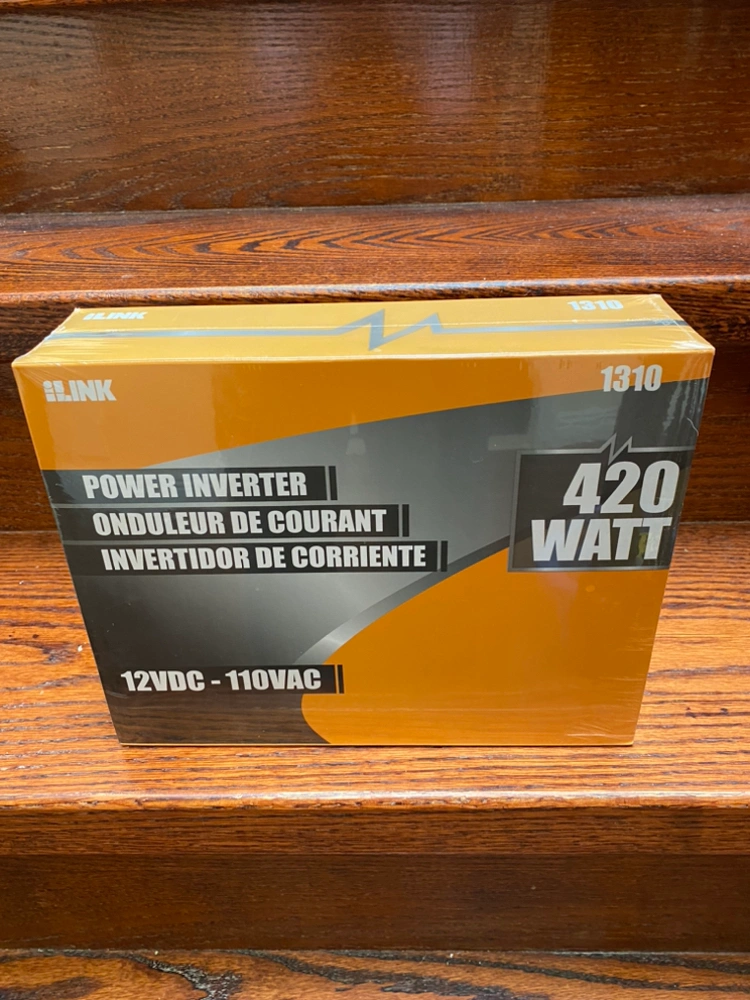 iLINK
1310
iLINK
1310
POWER INVERTER
ONDULEUR DE COURANT
INVERTIDOR DE CORRIENTE
420
WATT
12VDC - 110VAC